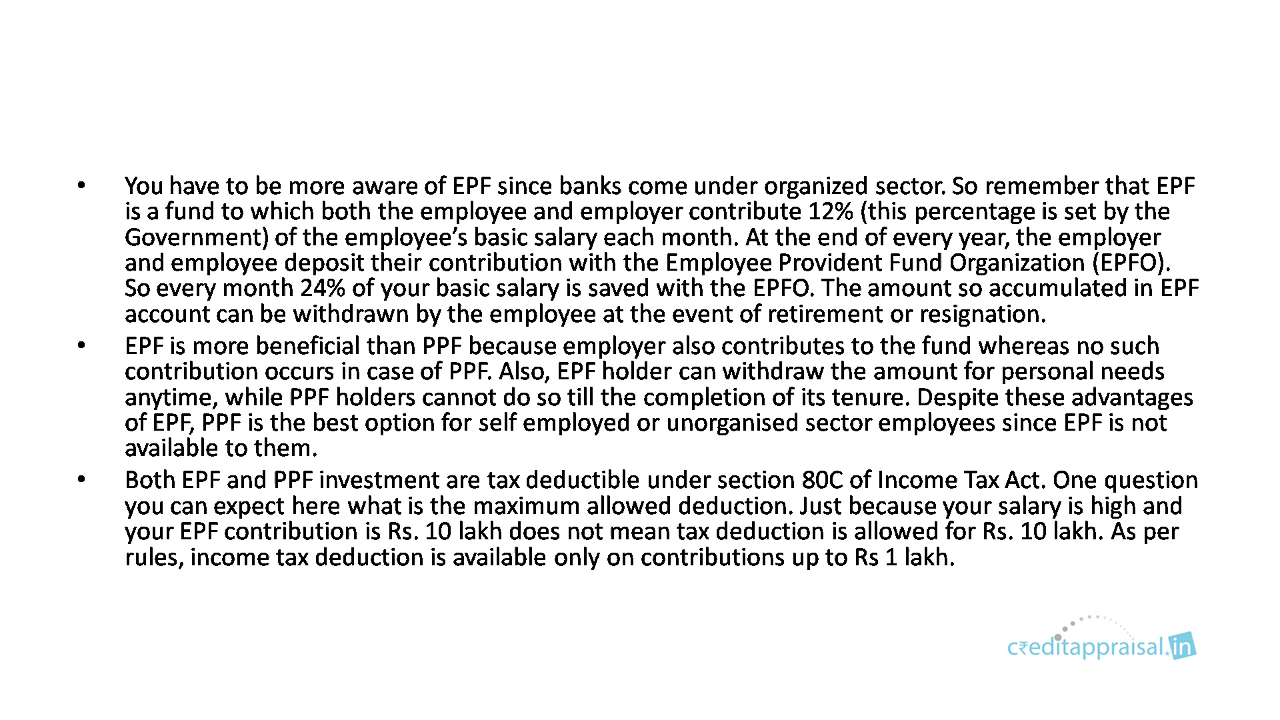 • You have to be more aware of EPF since banks come under organized sector. So remember that EPF
is a fund to which both the employee and employer contribute 12% (this percentage is set by the
Government) of the employee’s basic salary each month. At the end of every year, the employer
and employee deposit their contribution with the Employee Provident Fund Organization (EPFO).
So every month 24% of your basic salary is saved with the EPFO. The amount so accumulated in EPF
account can be withdrawn by the employee at the event of retirement or resignation.
• EPF is more beneficial than PPF because employer also contributes to the fund whereas no such
contribution occurs in case of PPF. Also, EPF holder can withdraw the amount for personal needs
anytime, while PPF holders cannot do so till the completion of its tenure. Despite these advantages
of EPF, PPF is the best option for self employed or unorganised sector employees since EPF is not
available to them.
• Both EPF and PPF investment are tax deductible under section 80C of Income Tax Act. One question
you can expect here what is the maximum allowed deduction. Just because your salary is high and
your EPF contribution is Rs. 10 lakh does not mean tax deduction is allowed for Rs. 10 lakh. As per
rules, income tax deduction is available only on contributions up to Rs 1 lakh.
c₹editappraisal.in